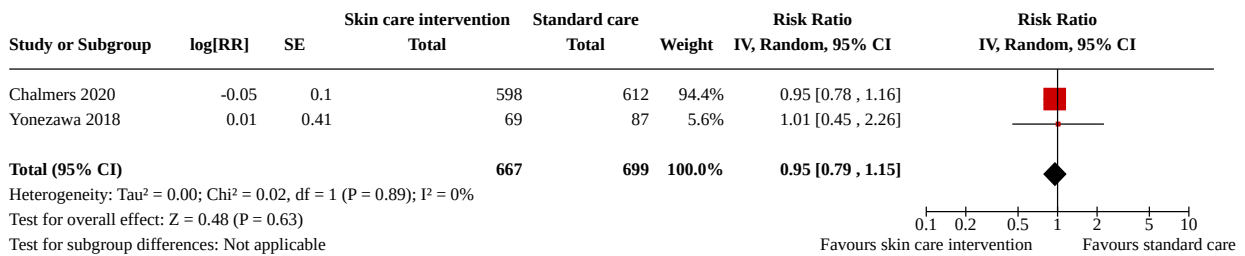 Skin care intervention Standard care Risk Ratio Risk Ratio
Study or Subgroup log[RR] SE Total Total Weight IV, Random, 95% CI IV, Random, 95% CI
Chalmers 2020 -0.05 0.1 598 612 94.4% 0.95 [0.78 , 1.16]
Yonezawa 2018 0.01 0.41 69 87 5.6% 1.01 [0.45 , 2.26]
Total (95% CI) 667 699 100.0% 0.95 [0.79 , 1.15]
Heterogeneity: Tau² = 0.00; Chi² = 0.02, df = 1 (P = 0.89); I² = 0%
Test for overall effect: Z = 0.48 (P = 0.63)
0.1 0.2 0.5 1 2 5 10
Test for subgroup differences: Not applicable
Favours skin care intervention Favours standard care